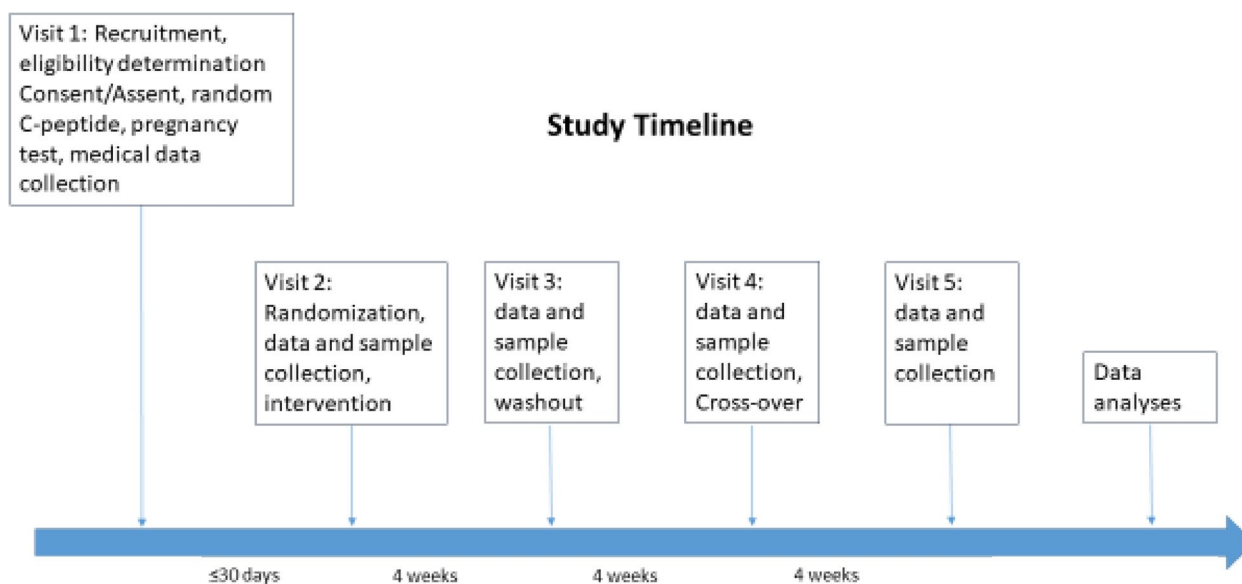 Visit 1: Recruitment,
eligibility determination
Consent/Assent, random
C-peptide, pregnancy
test, medical data
collection
Study Timeline
Visit 2:
Randomization,
data and sample
collection,
intervention
Visit 3:
data and
sample
collection,
washout
Visit 4:
data and
sample
collection,
Cross-over
Visit 5:
data and
sample
collection
Data
analyses
≤30 days
4 weeks
4 weeks
4 weeks